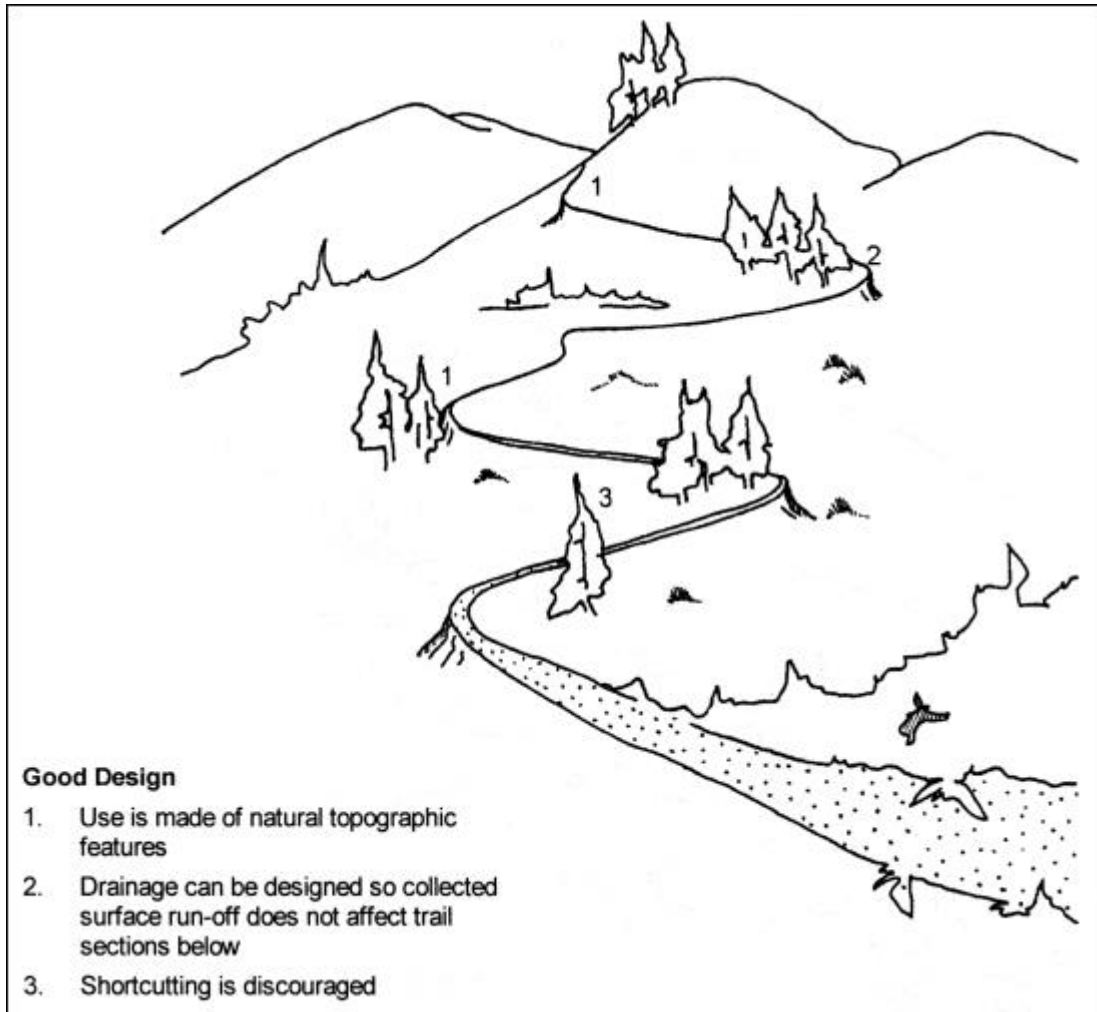 1
2
1
3
Good Design
1. Use is made of natural topographic
features
2. Drainage can be designed so collected
surface run-off does not affect trail
sections below
3. Shortcutting is discouraged